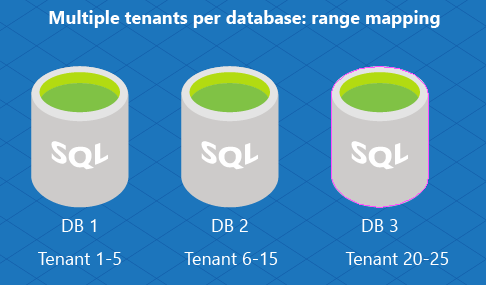 Multiple tenants per database: range mapping
SQL SQL SQL
DB 1 DB 2 DB 3
Tenant 1-5 Tenant 6-15 Tenant 20-25